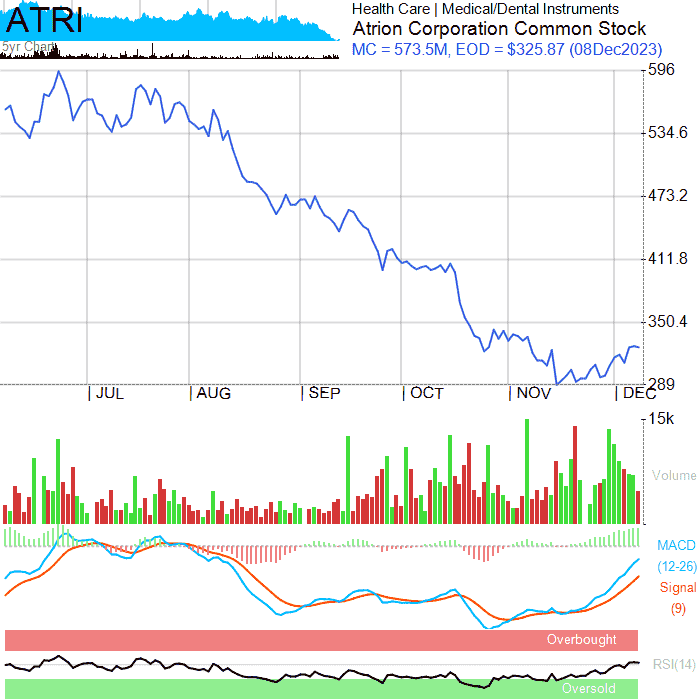 ATRI
5yr Chart
Health Care | Medical/Dental Instruments
Atrion Corporation Common Stock
MC = 573.5M, EOD = $325.87 (08Dec2023)
596
534.6
473.2
411.8
350.4
289
JUL
AUG
SEP
OCT
NOV
DEC
15k
Volume
MACD
(12-26)
Signal
(9)
Overbought
RSI(14)
Oversold